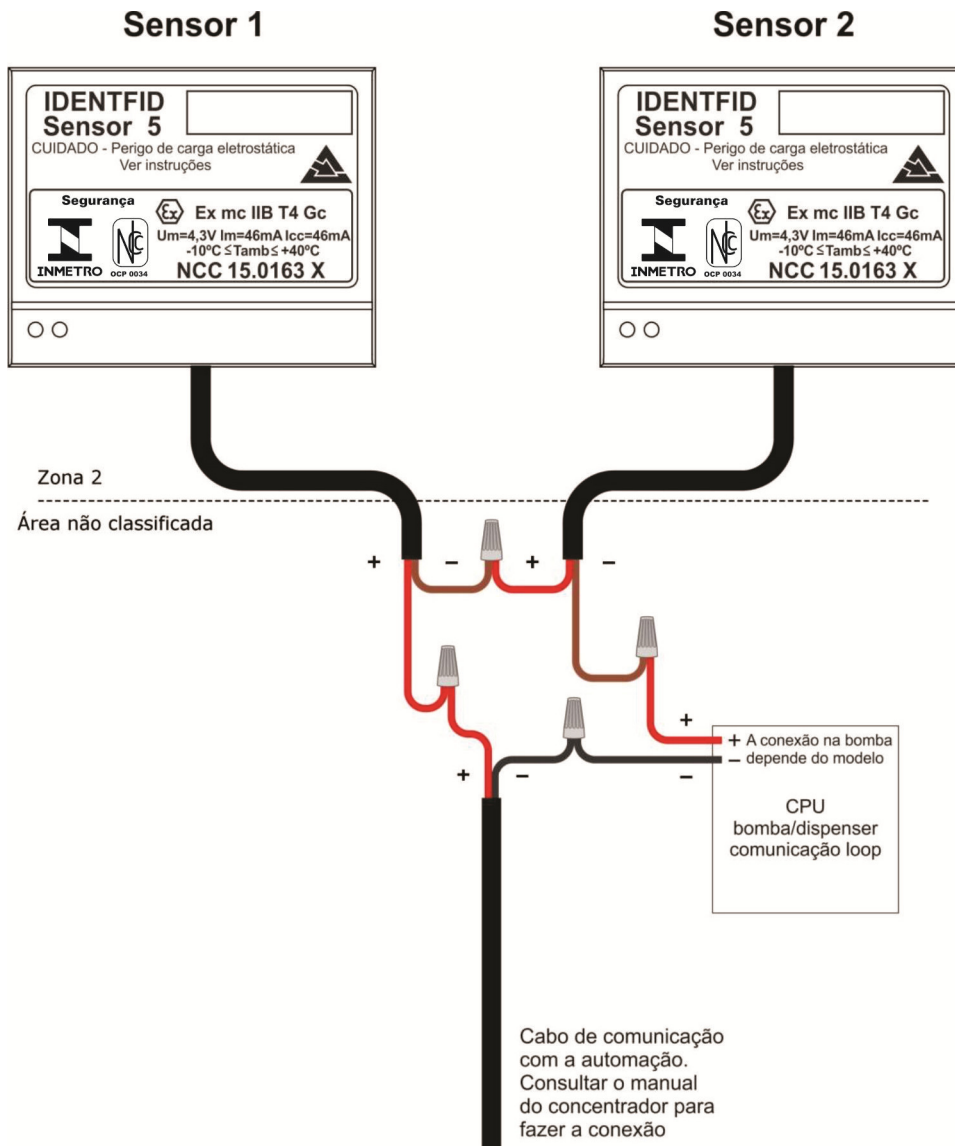 Sensor 1
Sensor 2
IDENTFID
Sensor 5
CUIDADO - Perigo de carga eletrostática
Ver instruções
Segurança
INMETRO
NCC
OCP 0034
Ex
Ex mc IIB T4 Gc
Um=4,3V Im=46mA Icc=46mA
-10ºC ≤Tamb≤ +40ºC
NCC 15.0163 X
IDENTFID
Sensor 5
CUIDADO - Perigo de carga eletrostática
Ver instruções
Segurança
INMETRO
NCC
OCP 0034
Ex
Ex mc IIB T4 Gc
Um=4,3V Im=46mA Icc=46mA
-10ºC ≤Tamb≤ +40ºC
NCC 15.0163 X
Zona 2
Área não classificada
+ − + −
+
+ A conexão na bomba
− depende do modelo
+ − −
CPU
bomba/dispenser
comunicação loop
Cabo de comunicação
com a automação.
Consultar o manual
do concentrador para
fazer a conexão